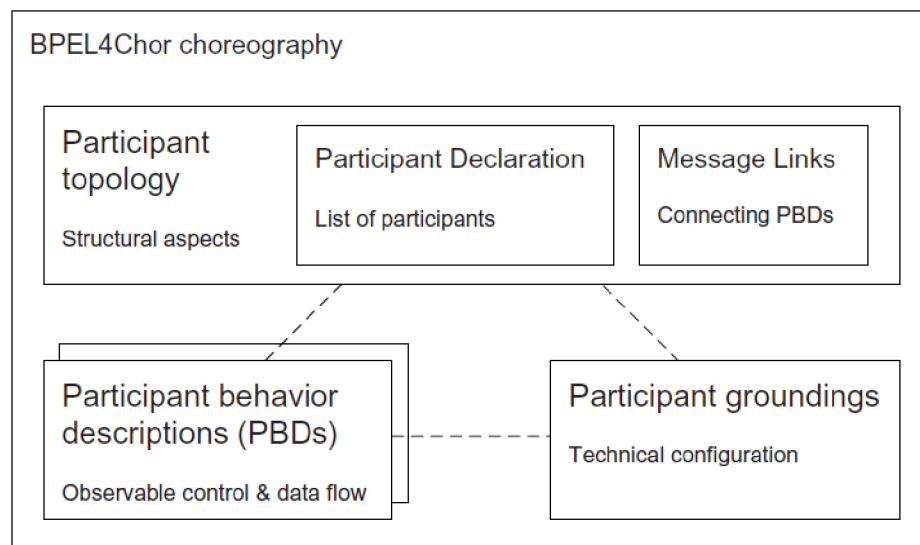 BPEL4Chor choreography
Participant
topology
Structural aspects
Participant Declaration
List of participants
Message Links
Connecting PBDs
Participant behavior
descriptions (PBDs)
Observable control & data flow
Participant groundings
Technical configuration